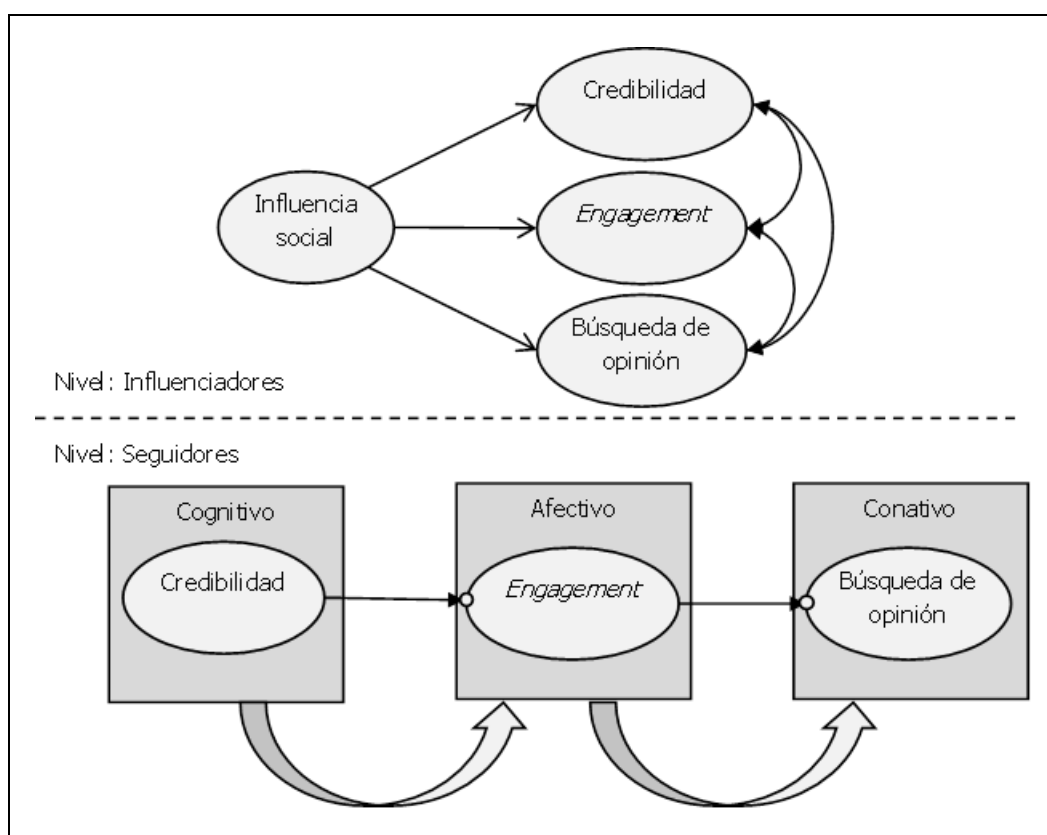 Credibilidad
Influencia
social
Engagement
Búsqueda de
opinión
Nivel: Influenciadores
Nivel: Seguidores
Cognitivo
Credibilidad
Afectivo
Engagement
Conativo
Búsqueda de
opinión